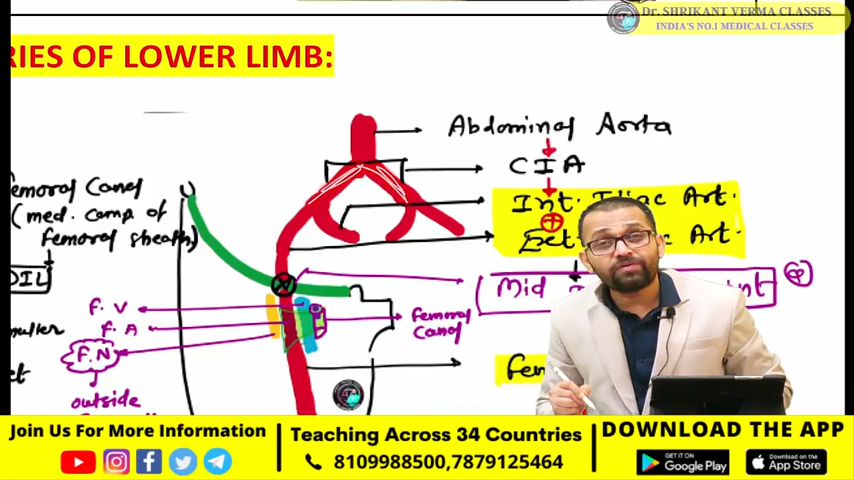 Dr. SHRIKANT VERMA CLASSES
INDIA'S NO.1 MEDICAL CLASSES
RIES OF LOWER LIMB:
Abdominal Aorta
CIA
Int. Iliac Art.
Ext Art.
Femoral Canal
(med. comp of
femoral sheath)
Mid
F. V
F. A
F.N
Femoral
Canal
outside
Fem
Join Us For More Information
Teaching Across 34 Countries
8109988500,7879125464
DOWNLOAD THE APP
GET IT ON
Google Play
Download on the
App Store